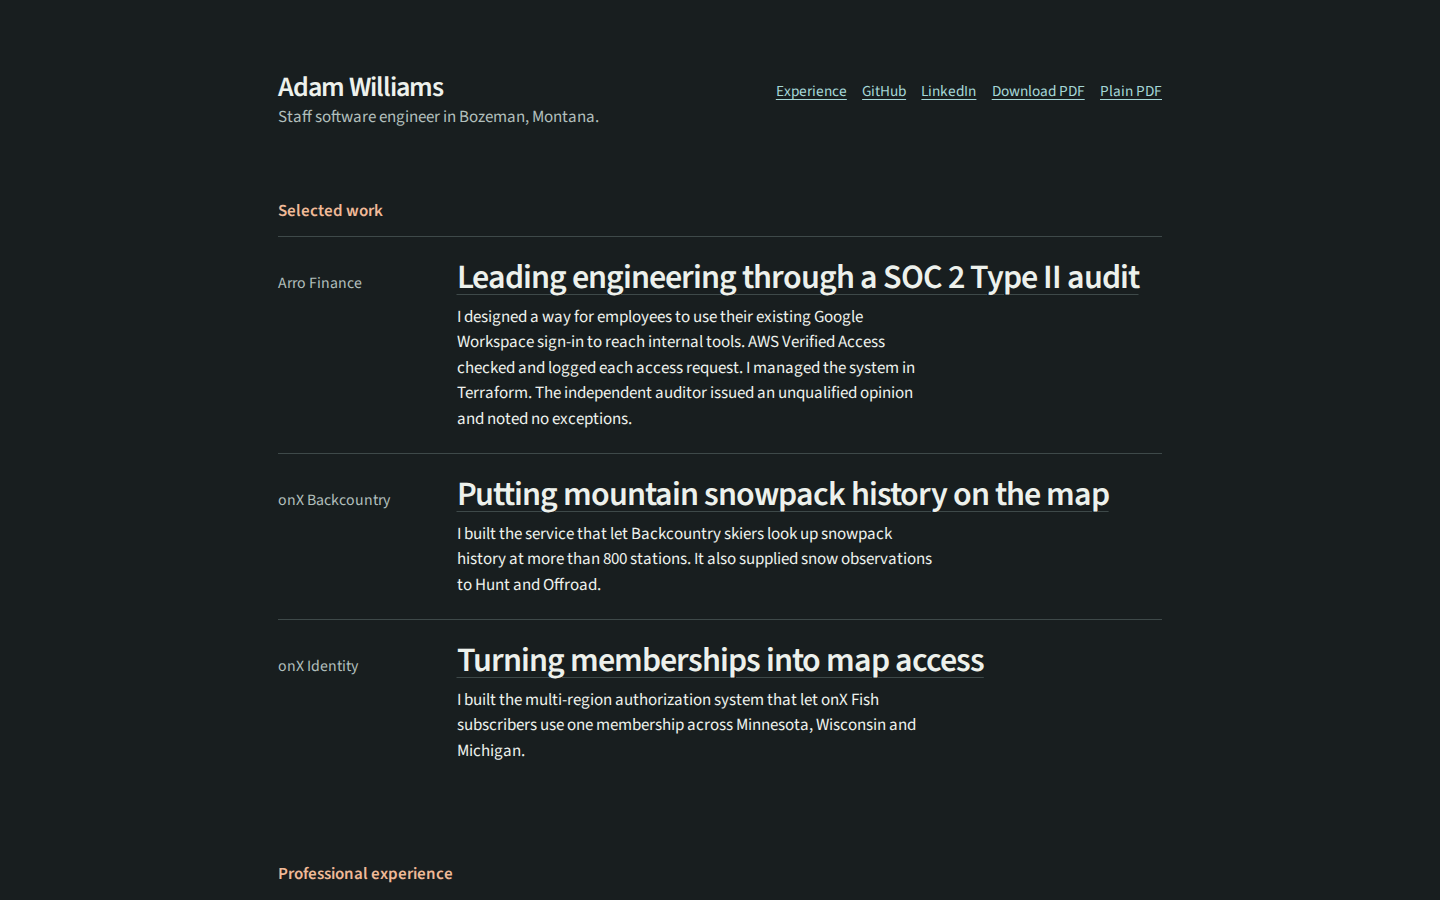 Adam Williams
Staff software engineer in Bozeman, Montana.
Experience GitHub LinkedIn Download PDF Plain PDF
Selected work
Arro Finance
Leading engineering through a SOC 2 Type II audit
I designed a way for employees to use their existing Google
Workspace sign-in to reach internal tools. AWS Verified Access
checked and logged each access request. I managed the system in
Terraform. The independent auditor issued an unqualified opinion
and noted no exceptions.
onX Backcountry
Putting mountain snowpack history on the map
I built the service that let Backcountry skiers look up snowpack
history at more than 800 stations. It also supplied snow observations
to Hunt and Offroad.
onX Identity
Turning memberships into map access
I built the multi-region authorization system that let onX Fish
subscribers use one membership across Minnesota, Wisconsin and
Michigan.
Professional experience